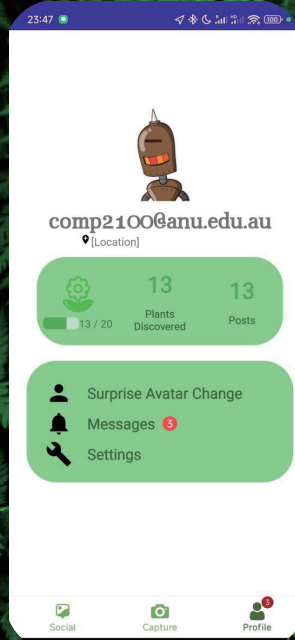 23:47
100
comp2100@anu.edu.au
[Location]
13 / 20
13
Plants
Discovered
13
Posts
Surprise Avatar Change
Messages 3
Settings
3
Social
Capture
Profile